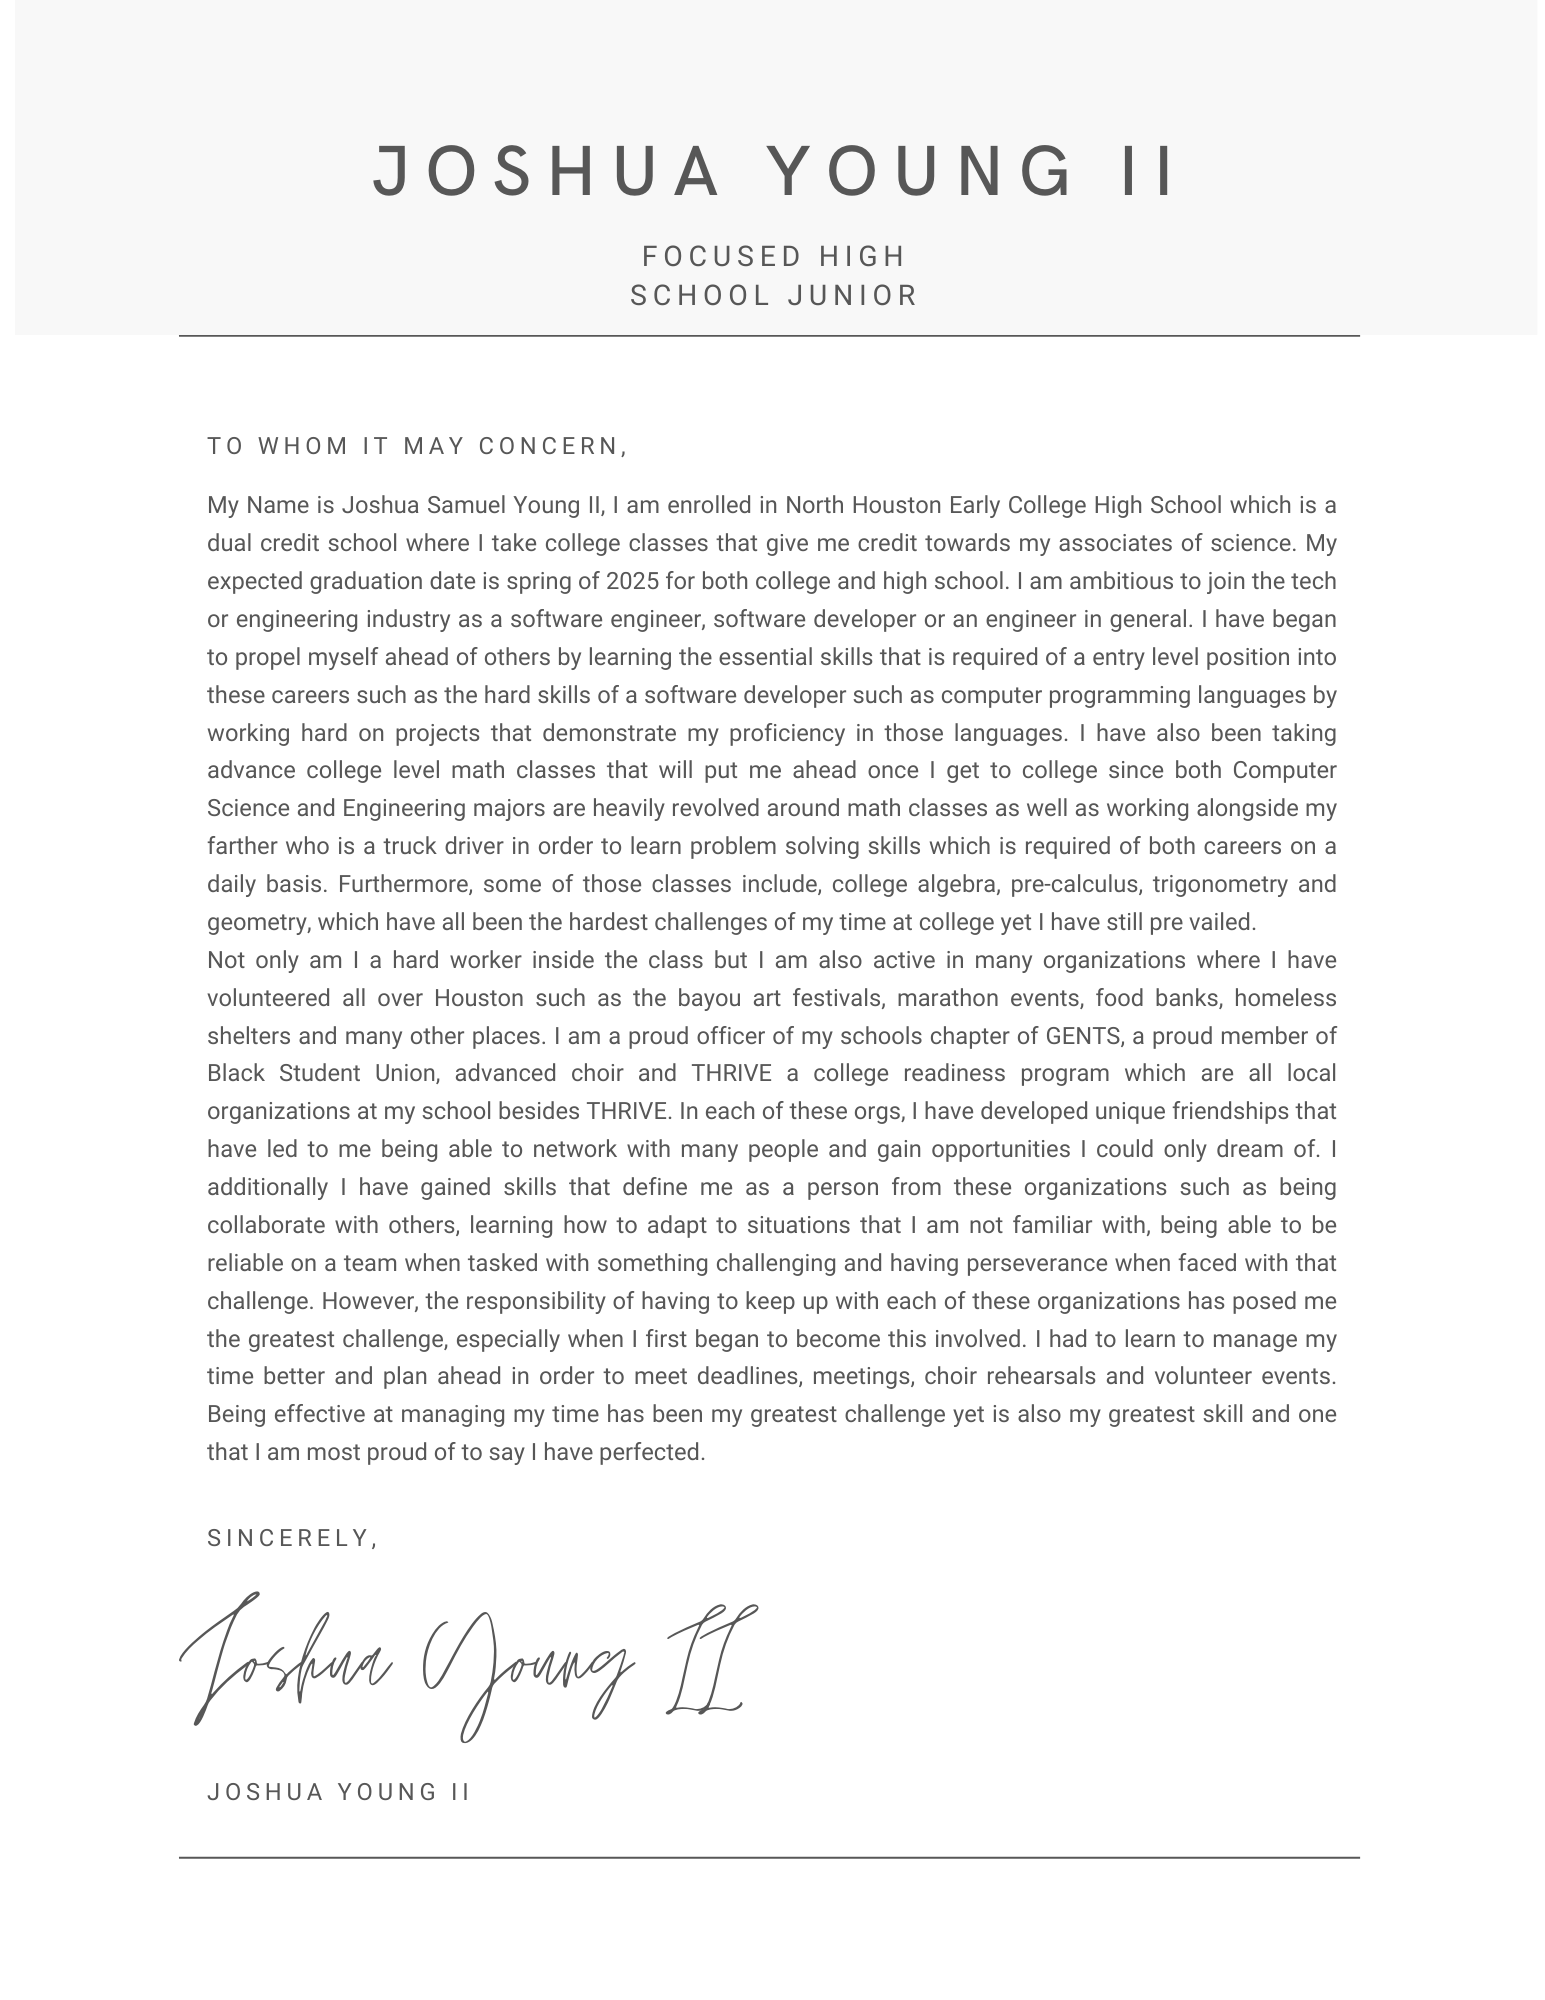 JOSHUA YOUNG II
FOCUSED HIGH
SCHOOL JUNIOR
TO WHOM IT MAY CONCERN,
My Name is Joshua Samuel Young II, I am enrolled in North Houston Early College High School which is a
dual credit school where I take college classes that give me credit towards my associates of science. My
expected graduation date is spring of 2025 for both college and high school. I am ambitious to join the tech
or engineering industry as a software engineer, software developer or an engineer in general. I have began
to propel myself ahead of others by learning the essential skills that is required of a entry level position into
these careers such as the hard skills of a software developer such as computer programming languages by
working hard on projects that demonstrate my proficiency in those languages. I have also been taking
advance college level math classes that will put me ahead once I get to college since both Computer
Science and Engineering majors are heavily revolved around math classes as well as working alongside my
farther who is a truck driver in order to learn problem solving skills which is required of both careers on a
daily basis. Furthermore, some of those classes include, college algebra, pre-calculus, trigonometry and
geometry, which have all been the hardest challenges of my time at college yet I have still pre vailed.
Not only am I a hard worker inside the class but I am also active in many organizations where I have
volunteered all over Houston such as the bayou art festivals, marathon events, food banks, homeless
shelters and many other places. I am a proud officer of my schools chapter of GENTS, a proud member of
Black Student Union, advanced choir and THRIVE a college readiness program which are all local
organizations at my school besides THRIVE. In each of these orgs, I have developed unique friendships that
have led to me being able to network with many people and gain opportunities I could only dream of. I
additionally I have gained skills that define me as a person from these organizations such as being
collaborate with others, learning how to adapt to situations that I am not familiar with, being able to be
reliable on a team when tasked with something challenging and having perseverance when faced with that
challenge. However, the responsibility of having to keep up with each of these organizations has posed me
the greatest challenge, especially when I first began to become this involved. I had to learn to manage my
time better and plan ahead in order to meet deadlines, meetings, choir rehearsals and volunteer events.
Being effective at managing my time has been my greatest challenge yet is also my greatest skill and one
that I am most proud of to say I have perfected.
SINCERELY,
Joshua Young II
JOSHUA YOUNG II